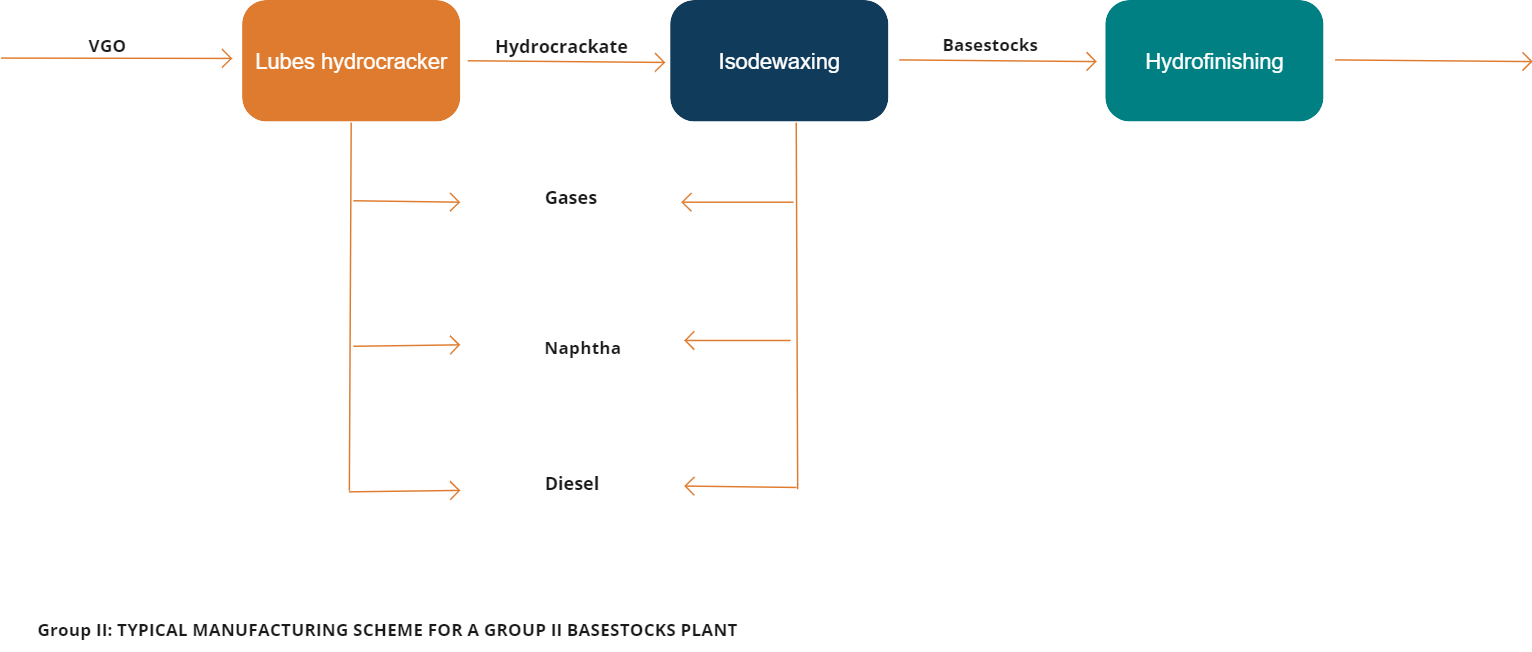 VGO
Lubes hydrocracker
Hydrocrackate
Isodewaxing
Basestocks
Hydrofinishing
Gases
Naphtha
Diesel
Group II: TYPICAL MANUFACTURING SCHEME FOR A GROUP II BASESTOCKS PLANT